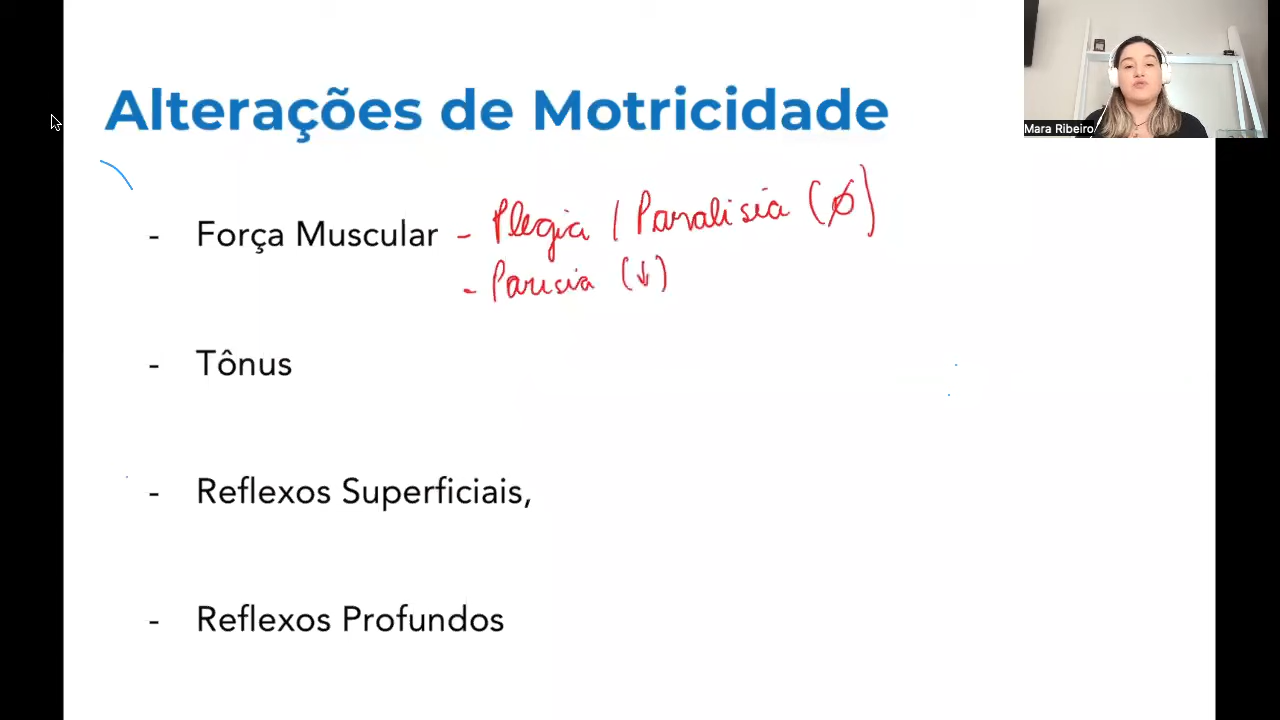 Alterações de Motricidade
Mara Ribeiro
- Força Muscular - Plegia / Paralisia (∅)
- Paresia (↓)
- Tônus
- Reflexos Superficiais,
- Reflexos Profundos